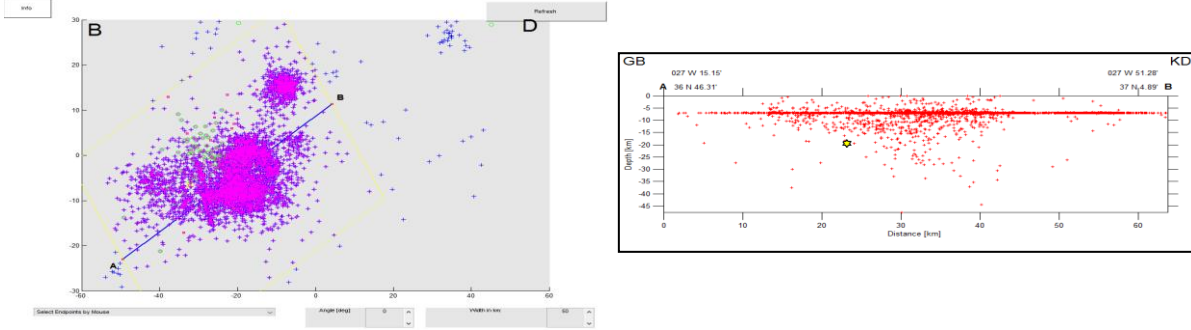 Info
Refresh
B
D
30
20
10
0
-10
-20
-30
-60
-40
-20
0
20
40
60
A
B
Select Endpoints by Mouse
Angle [deg]
0
Width in km
60
GB
KD
027 W 15.15'
027 W 51.28'
A 36 N 46.31'
37 N 4.89' B
0
-5
-10
-15
-20
-25
-30
-35
-40
-45
Depth [km]
0
10
20
30
40
50
60
Distance [km]